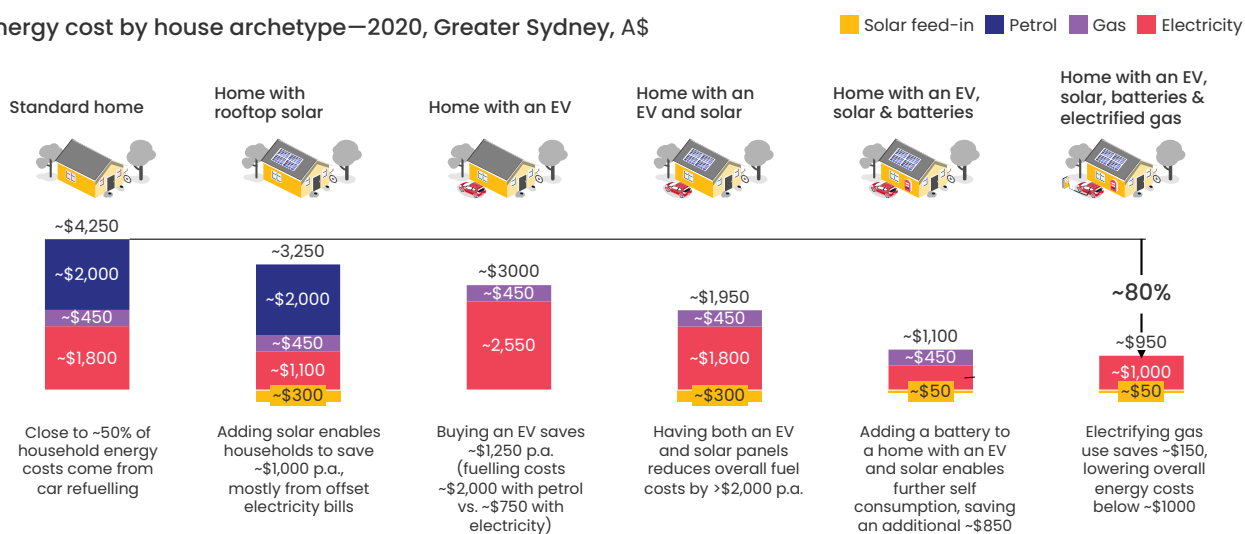 nergy cost by house archetype—2020, Greater Sydney, A$
Solar feed-in Petrol Gas Electricity
Standard home
Home with
rooftop solar
Home with an EV
Home with an
EV and solar
Home with an EV,
solar & batteries
Home with an EV,
solar, batteries &
electrified gas
~$4,250
~$2,000
~$450
~$1,800
~3,250
~$2,000
~$450
~$1,100
~$300
~$3000
~$450
~2,550
~$1,950
~$450
~$1,800
~$300
~$1,100
~$450
~$50
~80%
~$950
~$1,000
~$50
Close to ~50% of
household energy
costs come from
car refuelling
Adding solar enables
households to save
~$1,000 p.a.,
mostly from offset
electricity bills
Buying an EV saves
~$1,250 p.a.
(fuelling costs
~$2,000 with petrol
vs. ~$750 with
electricity)
Having both an EV
and solar panels
reduces overall fuel
costs by >$2,000 p.a.
Adding a battery to
a home with an EV
and solar enables
further self
consumption, saving
an additional ~$850
Electrifying gas
use saves ~$150,
lowering overall
energy costs
below ~$1000